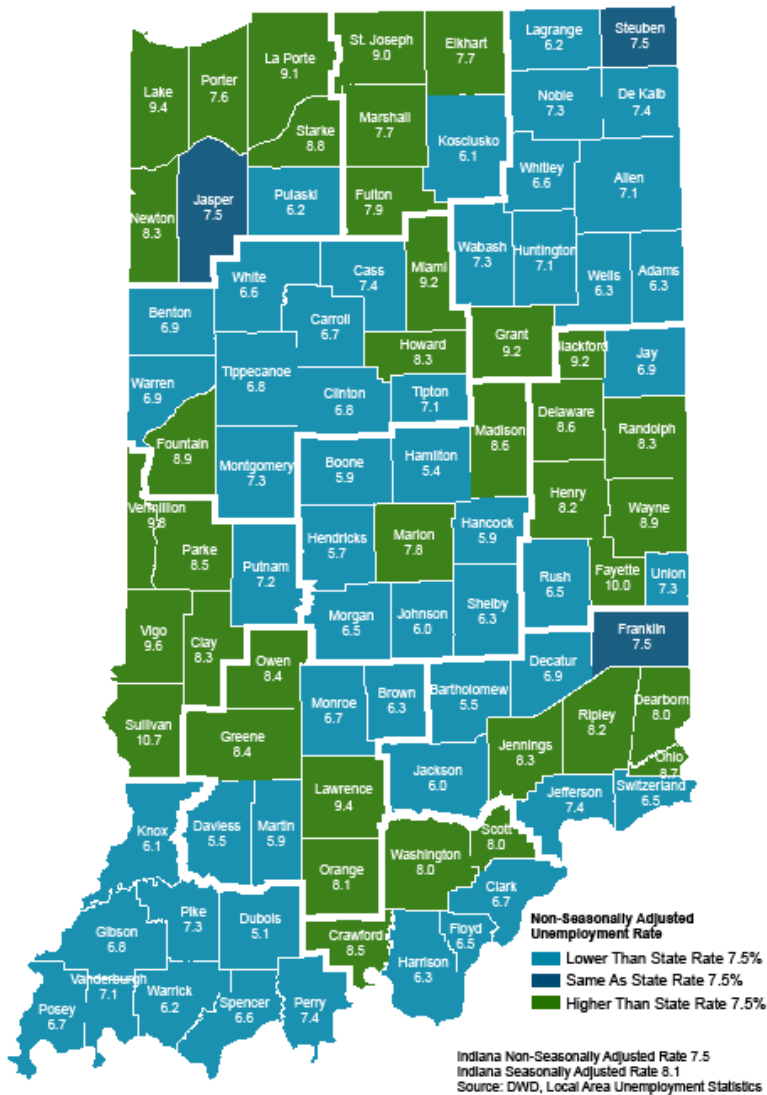 St. Joseph
9.0
Elkhart
7.7
Lagrange
6.2
Steuben
7.5
La Porte
9.1
Lake
9.4
Porter
7.6
Noble
7.3
De Kalb
7.4
Marshall
7.7
Starke
8.8
Kosciusko
6.1
Whitley
6.6
Allen
7.1
Jasper
7.5
Pulaski
6.2
Fulton
7.9
Newton
8.3
Wabash
7.3
Huntington
7.1
Miami
9.2
White
6.6
Cass
7.4
Wells
6.3
Adams
6.3
Benton
6.9
Carroll
6.7
Grant
9.2
Blackford
9.2
Jay
6.9
Howard
8.3
Warren
6.9
Tippecanoe
6.8
Clinton
6.8
Tipton
7.1
Madison
8.6
Delaware
8.6
Randolph
8.3
Fountain
8.9
Montgomery
7.3
Boone
5.9
Hamilton
5.4
Henry
8.2
Wayne
8.9
Vermillion
9.8
Hendricks
5.7
Marion
7.8
Hancock
5.9
Parke
8.5
Putnam
7.2
Rush
6.5
Fayette
10.0
Union
7.3
Shelby
6.3
Morgan
6.5
Johnson
6.0
Vigo
9.6
Clay
8.3
Franklin
7.5
Owen
8.4
Decatur
6.9
Monroe
6.7
Brown
6.3
Bartholomew
5.5
Dearborn
8.0
Ripley
8.2
Sullivan
10.7
Greene
8.4
Jennings
8.3
Ohio
8.7
Jackson
6.0
Lawrence
9.4
Jefferson
7.4
Switzerland
6.5
Knox
6.1
Daviess
5.5
Martin
5.9
Scott
8.0
Washington
8.0
Orange
8.1
Clark
6.7
Pike
7.3
Dubois
5.1
Gibson
6.8
Crawford
8.5
Floyd
6.5
Harrison
6.3
Vanderburgh
7.1
Warrick
6.2
Spencer
6.6
Perry
7.4
Posey
6.7
Non-Seasonally Adjusted
Unemployment Rate
Lower Than State Rate 7.5%
Same As State Rate 7.5%
Higher Than State Rate 7.5%
Indiana Non-Seasonally Adjusted Rate 7.5
Indiana Seasonally Adjusted Rate 8.1
Source: DWD, Local Area Unemployment Statistics